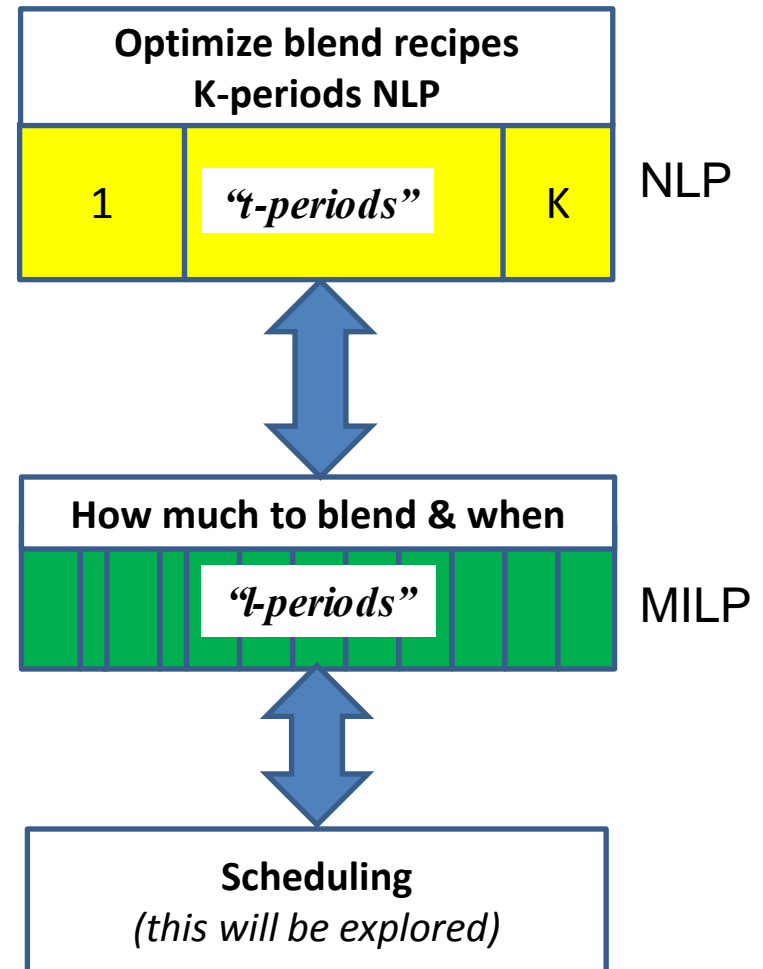 Optimize blend recipes
K-periods NLP
1
“t-periods”
K
NLP
How much to blend & when
“l-periods”
MILP
Scheduling
(this will be explored)